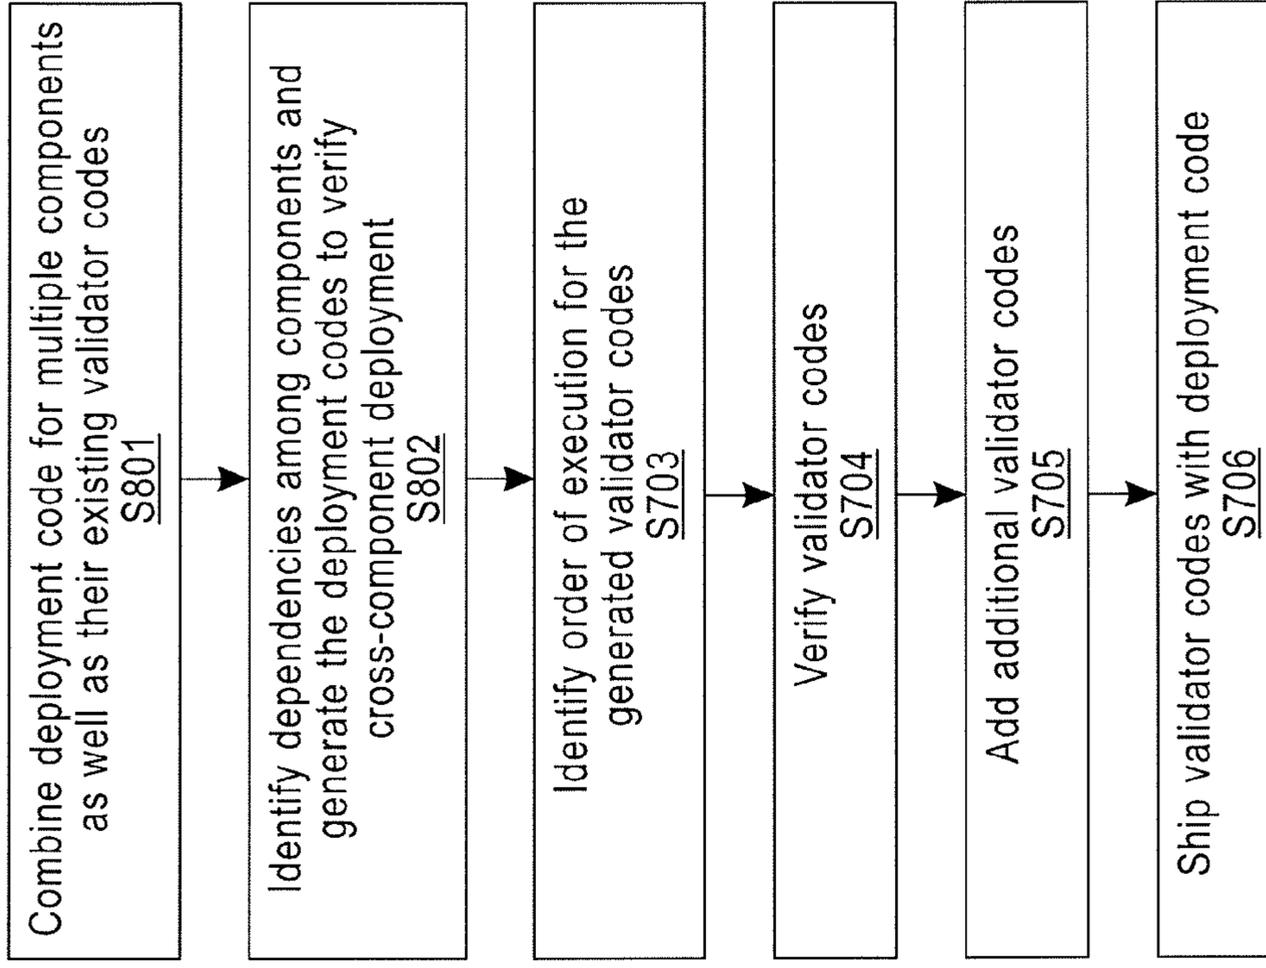 Combine deployment code for multiple components
as well as their existing validator codes
S801
Identify dependencies among components and
generate the deployment codes to verify
cross-component deployment
S802
Identify order of execution for the
generated validator codes
S703
Verify validator codes
S704
Add additional validator codes
S705
Ship validator codes with deployment code
S706